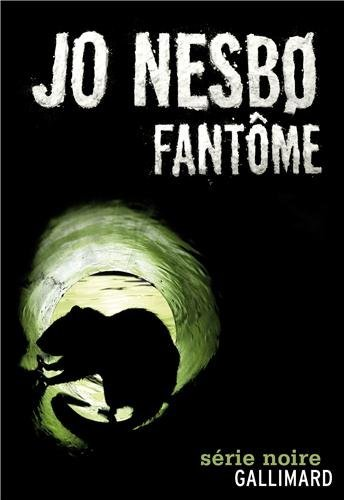 JO NESBØ
FANTÔME
série noire
GALLIMARD